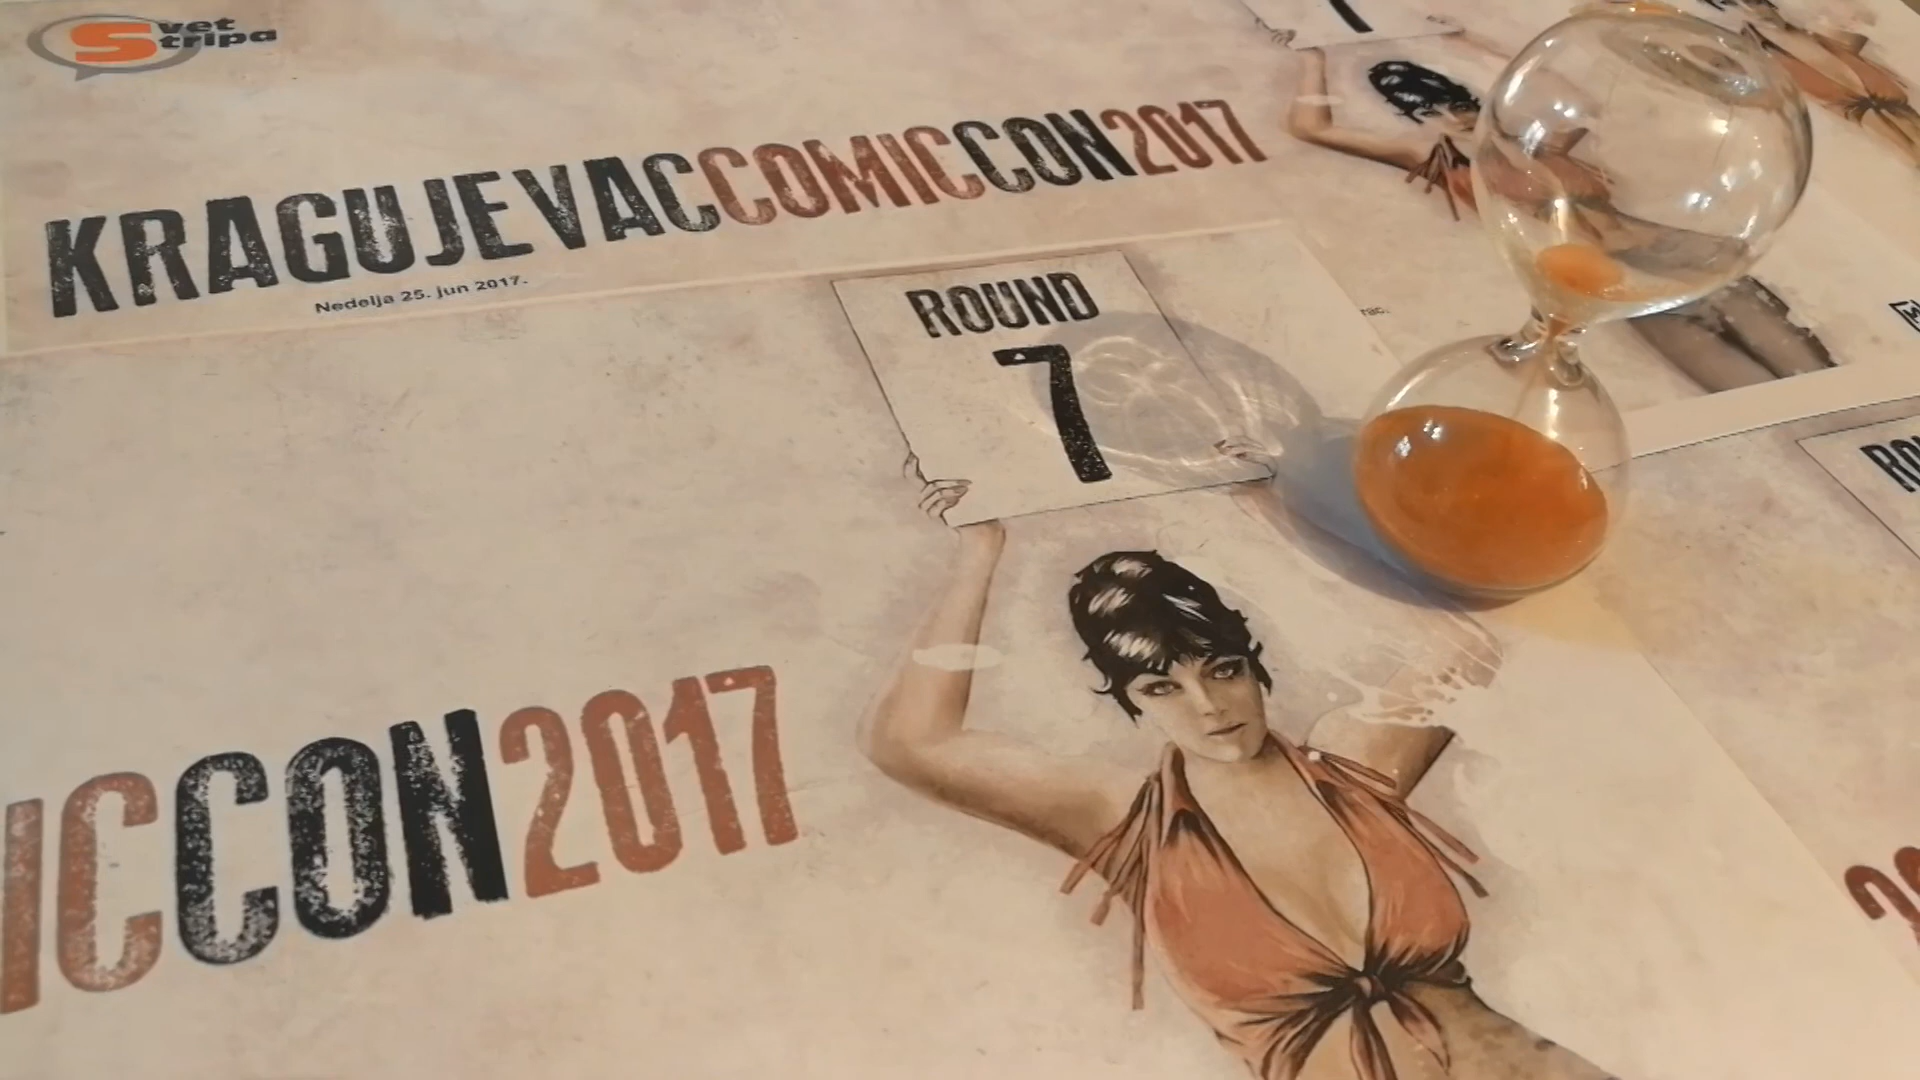 Svet
stripa
KRAGUJEVACCOMICCON2017
Nedelja 25. jun 2017.
ROUND
7
ICCON2017